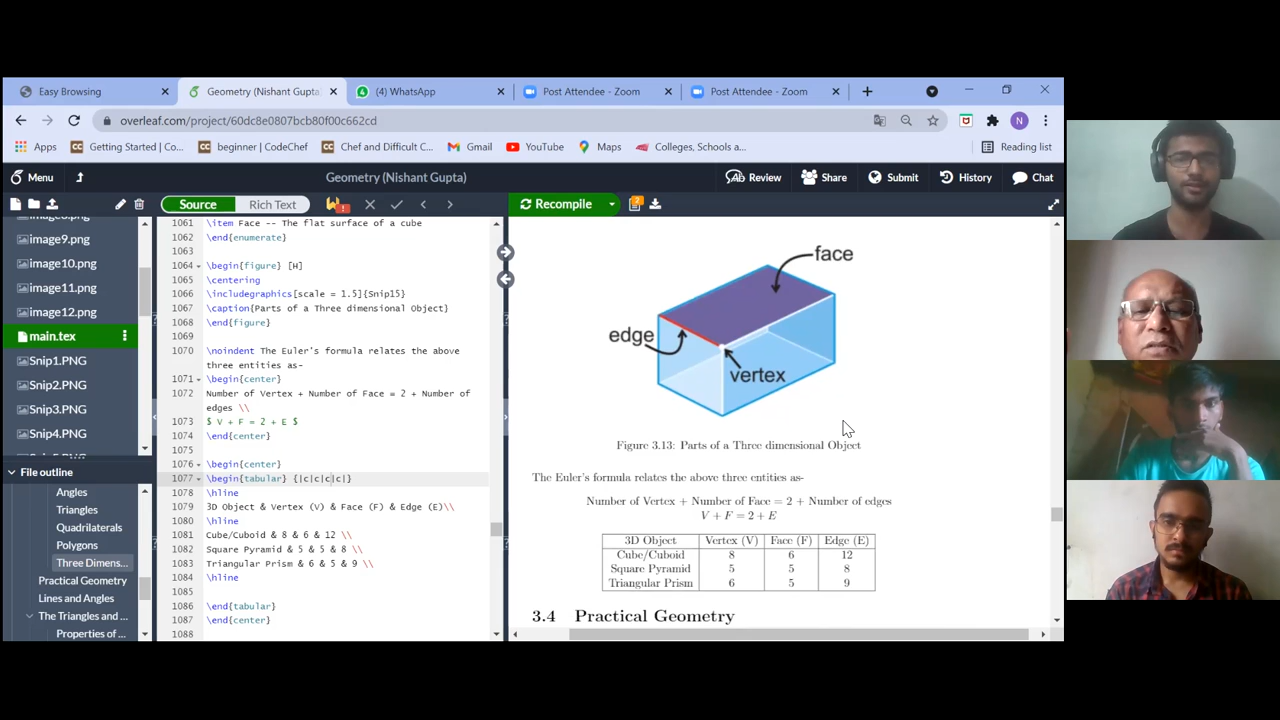 Easy Browsing
Geometry (Nishant Gupta)
(4) WhatsApp
Post Attendee - Zoom
Post Attendee - Zoom
overleaf.com/project/60dc8e0807bcb80f00c662cd
N
Apps
Getting Started | Co...
beginner | CodeChef
Chef and Difficult C...
Gmail
YouTube
Maps
Colleges, Schools a...
Reading list
Menu
Geometry (Nishant Gupta)
Review
Share
Submit
History
Chat
Source
Rich Text
Recompile
2
image9.png
image10.png
image11.png
image12.png
main.tex
Snip1.PNG
Snip2.PNG
Snip3.PNG
Snip4.PNG
File outline
Angles
Triangles
Quadrilaterals
Polygons
Three Dimens...
Practical Geometry
Lines and Angles
The Triangles and ...
Properties of ...
1061 \item Face -- The flat surface of a cube
1062 \end{enumerate}
1063
1064 \begin{figure} [H]
1065 \centering
1066 \includegraphics[scale = 1.5]{Snip15}
1067 \caption{Parts of a Three dimensional Object}
1068 \end{figure}
1069
1070 \noindent The Euler's formula relates the above
three entities as-
1071 \begin{center}
1072 Number of Vertex + Number of Face = 2 + Number of
edges \\
1073 $ V + F = 2 + E $
1074 \end{center}
1075
1076 \begin{center}
1077 \begin{tabular} {|c|c|c|c|}
1078 \hline
1079 3D Object & Vertex (V) & Face (F) & Edge (E)\\
1080 \hline
1081 Cube/Cuboid & 8 & 6 & 12 \\
1082 Square Pyramid & 5 & 5 & 8 \\
1083 Triangular Prism & 6 & 5 & 9 \\
1084 \hline
1085
1086 \end{tabular}
1087 \end{center}
1088
face
edge
vertex
Figure 3.13: Parts of a Three dimensional Object
The Euler's formula relates the above three entities as-
Number of Vertex + Number of Face = 2 + Number of edges
V + F = 2 + E
3D Object Vertex (V) Face (F) Edge (E)
Cube/Cuboid 8 6 12
Square Pyramid 5 5 8
Triangular Prism 6 5 9
3.4 Practical Geometry